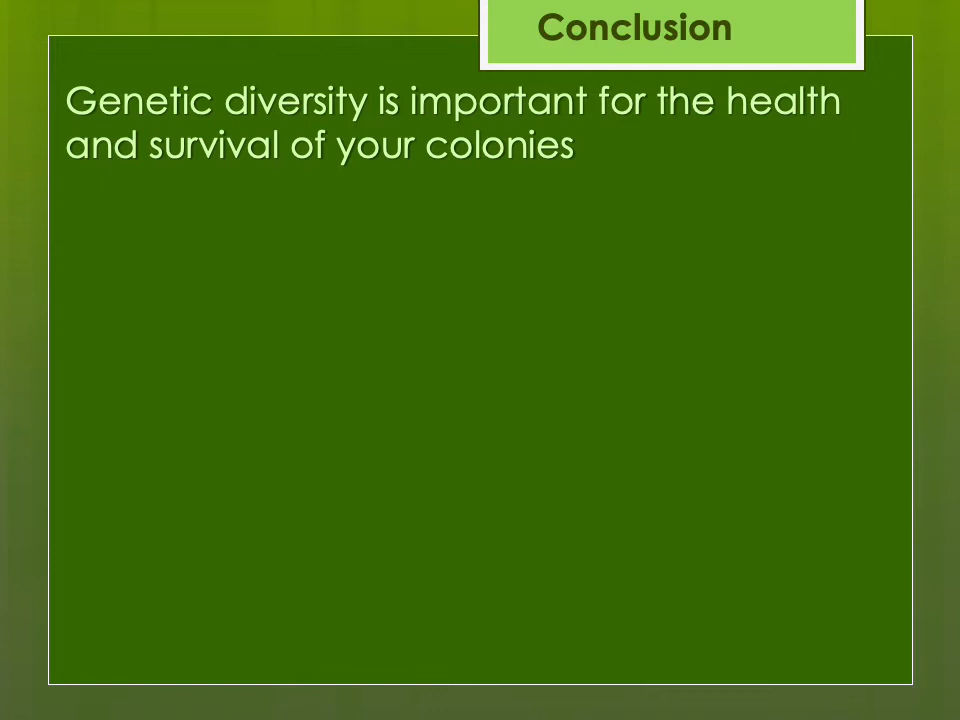 Conclusion
Genetic diversity is important for the health
and survival of your colonies